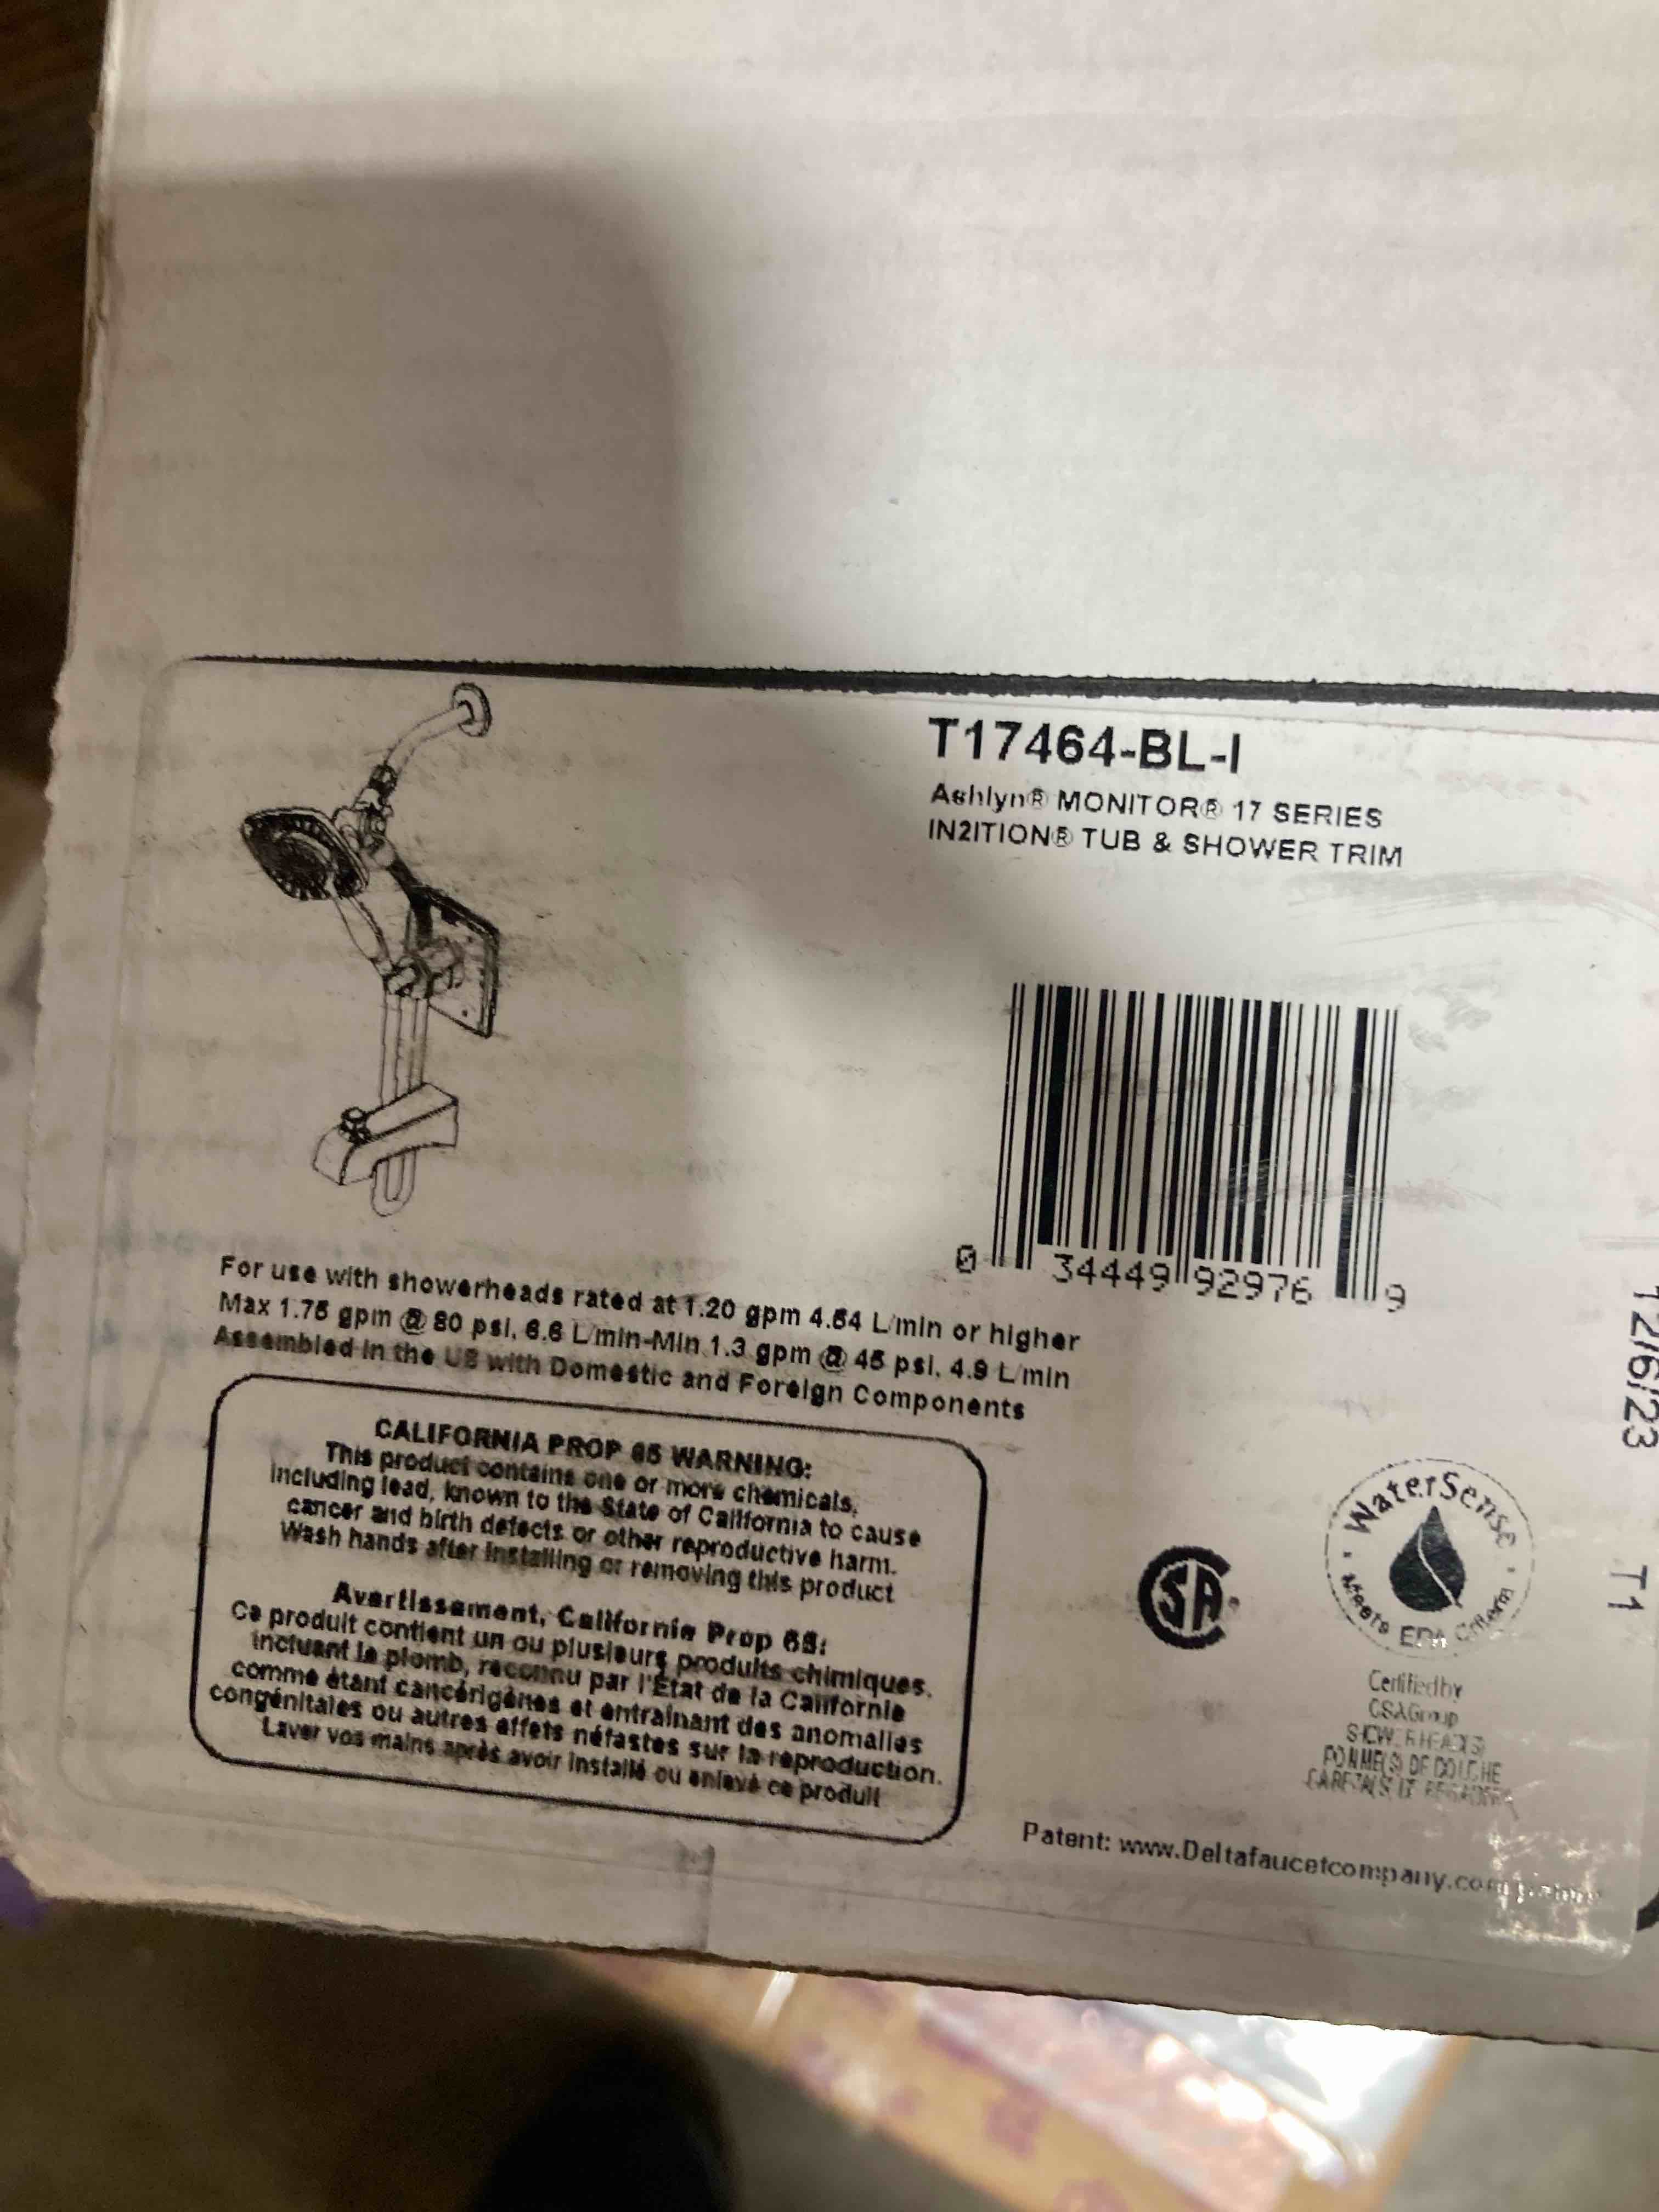 T17464-BL-I
Ashlyn® MONITOR® 17 SERIES
IN2ITION® TUB & SHOWER TRIM
0 34449 92976 9
For use with showerheads rated at 1.20 gpm 4.54 L/min or higher
Max 1.75 gpm @ 80 psi, 6.6 L/min-Min 1.3 gpm @ 45 psi, 4.9 L/min
Assembled in the US with Domestic and Foreign Components
CALIFORNIA PROP 65 WARNING:
This product contains one or more chemicals,
including lead, known to the State of California to cause
cancer and birth defects or other reproductive harm.
Wash hands after installing or removing this product
Avertissement, Californie Prop 65:
Ce produit contient un ou plusieurs produits chimiques,
incluant le plomb, reconnu par l'État de la Californie
comme étant cancérigènes et entraînant des anomalies
congénitales ou autres effets néfastes sur la reproduction.
Laver vos mains après avoir installé ou enlevé ce produit
SA
WaterSense
Meets EPA Criteria
Certified by
CSA Group
SHOWERHEAD(S)
POMME(S) DE DOUCHE
Patent: www.Deltafaucetcompany.com
12/6/23 T1